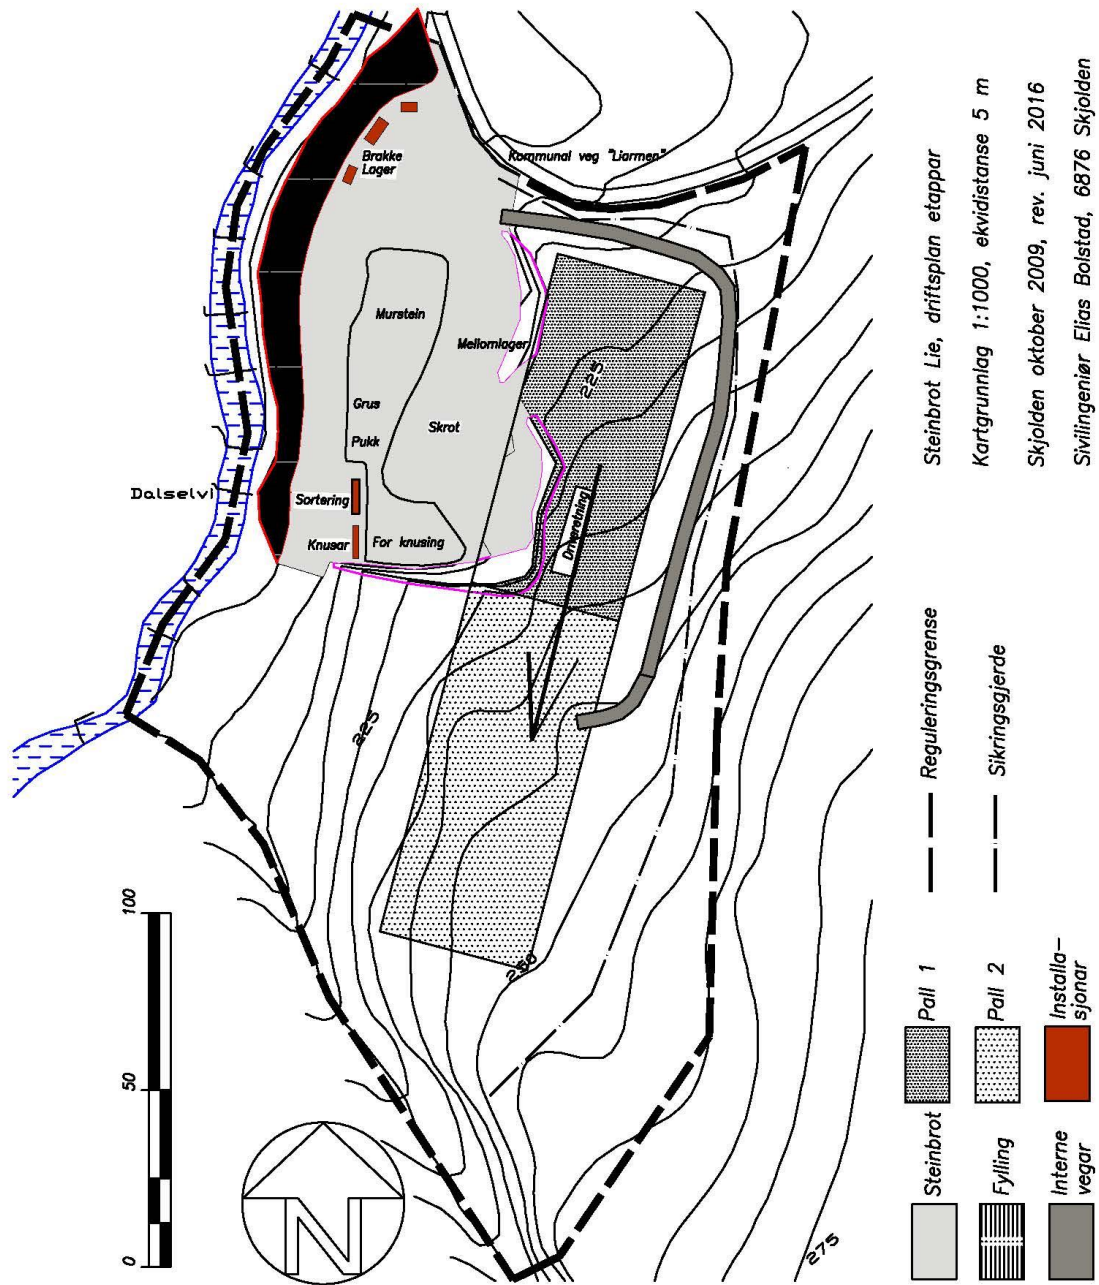 Dalselvi
Brakke
Lager
Kommunal veg "Liarmen"
Murstein
Mellomlager
Grus
Pukk
Skrot
225
Sortering
Knusar
For knusing
Driveretning
225
250
275
0
50
100
N
Steinbrot Lie, driftsplan etappar
Kartgrunnlag 1:1000, ekvidistanse 5 m
Skjolden oktober 2009, rev. juni 2016
Sivilingeniør Elias Bolstad, 6876 Skjolden
Reguleringsgrense
Sikringsgjerde
Steinbrot
Pall 1
Fylling
Pall 2
Interne
vegar
Installa–
sjonar